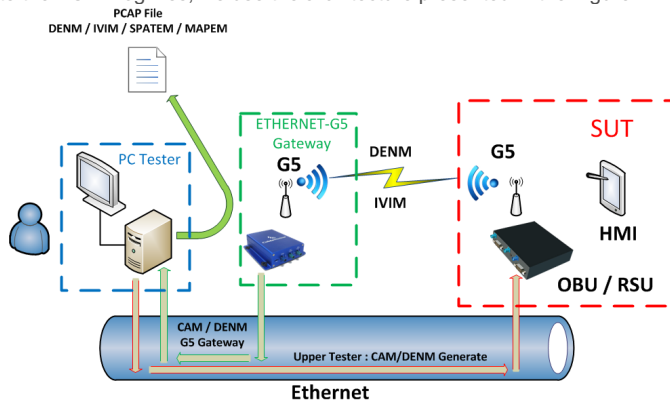 PCAP File
DENM / IVIM / SPATEM / MAPEM
ETHERNET-G5
Gateway
G5
PC Tester
DENM
IVIM
SUT
G5
HMI
OBU / RSU
CAM / DENM
G5 Gateway
Upper Tester : CAM/DENM Generate
Ethernet